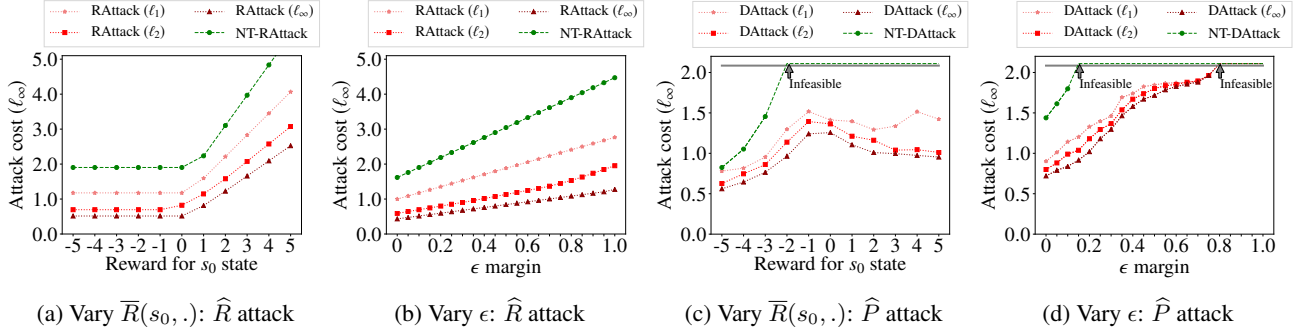 RAttack (ℓ₁) RAttack (ℓ∞)
RAttack (ℓ₂) NT-RAttack
5.0
4.0
3.0
2.0
1.0
0.0
Attack cost (ℓ∞)
-5 -4 -3 -2 -1 0 1 2 3 4 5
Reward for s₀ state
(a) Vary R̅(s₀, .): R̂ attack
RAttack (ℓ₁) RAttack (ℓ∞)
RAttack (ℓ₂) NT-RAttack
5.0
4.0
3.0
2.0
1.0
0.0
Attack cost (ℓ∞)
0 0.2 0.4 0.6 0.8 1.0
ϵ margin
(b) Vary ϵ: R̂ attack
DAttack (ℓ₁) DAttack (ℓ∞)
DAttack (ℓ₂) NT-DAttack
2.0
1.5
1.0
0.5
0.0
Attack cost (ℓ∞)
Infeasible
-5 -4 -3 -2 -1 0 1 2 3 4 5
Reward for s₀ state
(c) Vary R̅(s₀, .): P̂ attack
DAttack (ℓ₁) DAttack (ℓ∞)
DAttack (ℓ₂) NT-DAttack
2.0
1.5
1.0
0.5
0.0
Attack cost (ℓ∞)
Infeasible Infeasible
0 0.2 0.4 0.6 0.8 1.0
ϵ margin
(d) Vary ϵ: P̂ attack